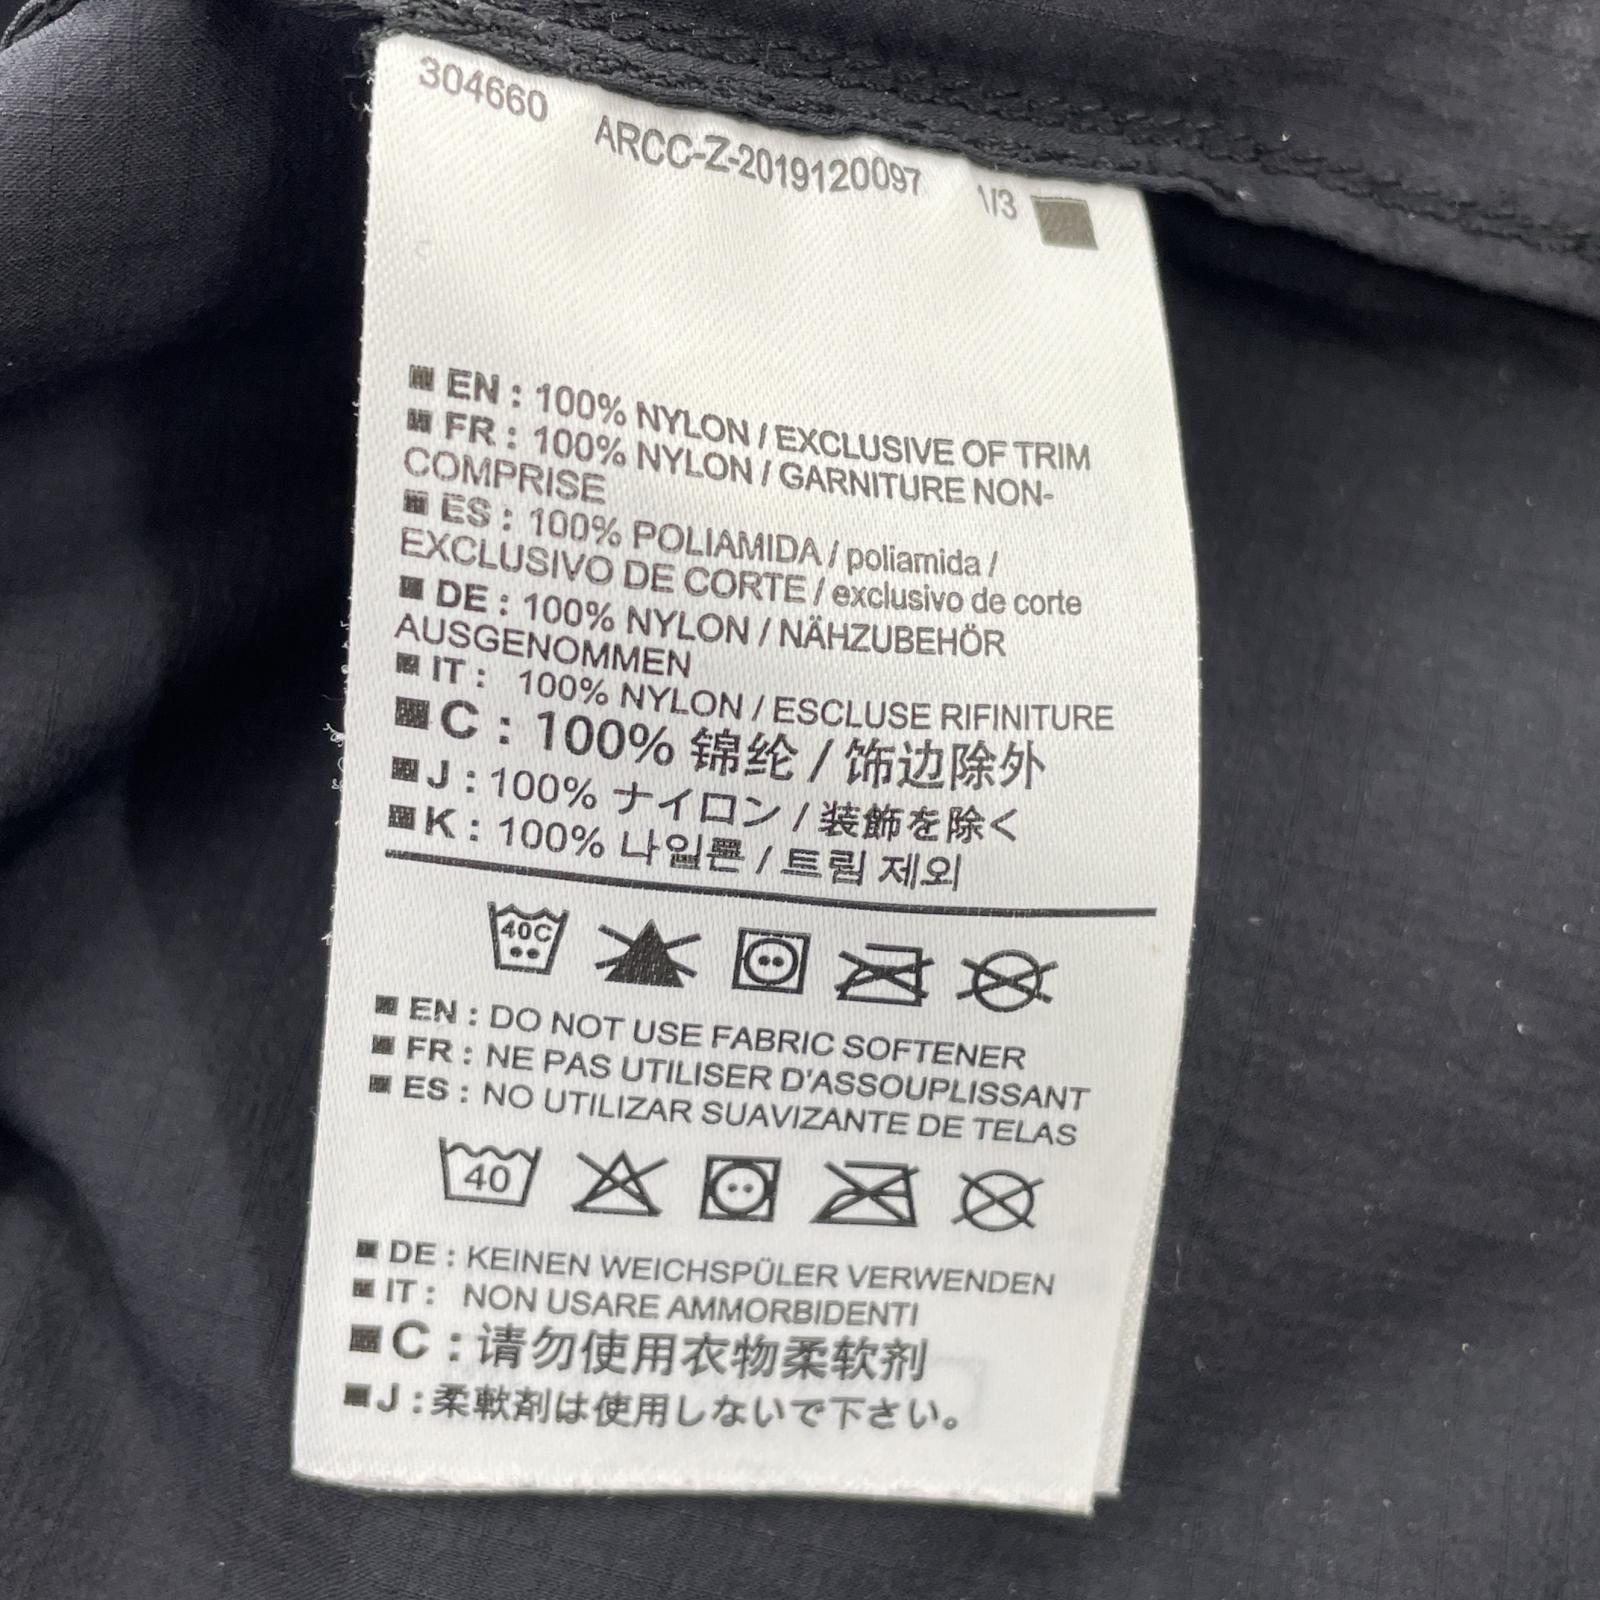 304660 ARCC-Z-2019120097 1/3
EN : 100% NYLON / EXCLUSIVE OF TRIM
FR : 100% NYLON / GARNITURE NON-
COMPRISE
ES : 100% POLIAMIDA / poliamida /
EXCLUSIVO DE CORTE / exclusivo de corte
DE : 100% NYLON / NÄHZUBEHÖR
AUSGENOMMEN
IT : 100% NYLON / ESCLUSE RIFINITURE
C : 100% 锦纶 / 饰边除外
J : 100% ナイロン / 装飾を除く
K : 100% 나일론 / 트림 제외
40C
EN : DO NOT USE FABRIC SOFTENER
FR : NE PAS UTILISER D'ASSOUPLISSANT
ES : NO UTILIZAR SUAVIZANTE DE TELAS
40
DE : KEINEN WEICHSPÜLER VERWENDEN
IT : NON USARE AMMORBIDENTI
C : 请勿使用衣物柔软剂
J : 柔軟剤は使用しないで下さい。